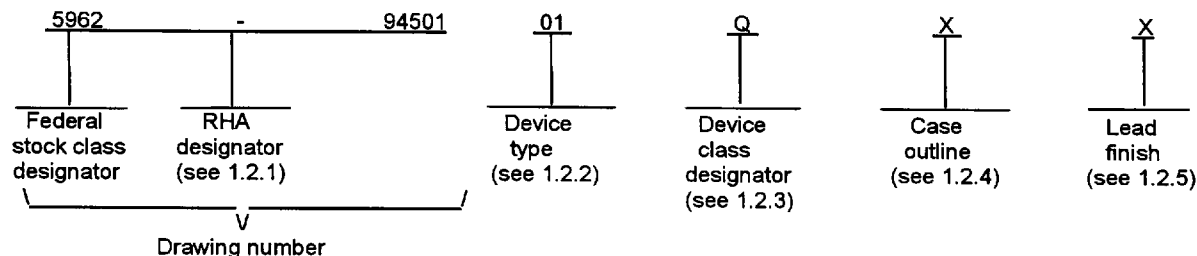 5962 - 94501 01 Q X X
Federal stock class designator
RHA designator (see 1.2.1)
Device type (see 1.2.2)
Device class designator (see 1.2.3)
Case outline (see 1.2.4)
Lead finish (see 1.2.5)
\ /
V
Drawing number